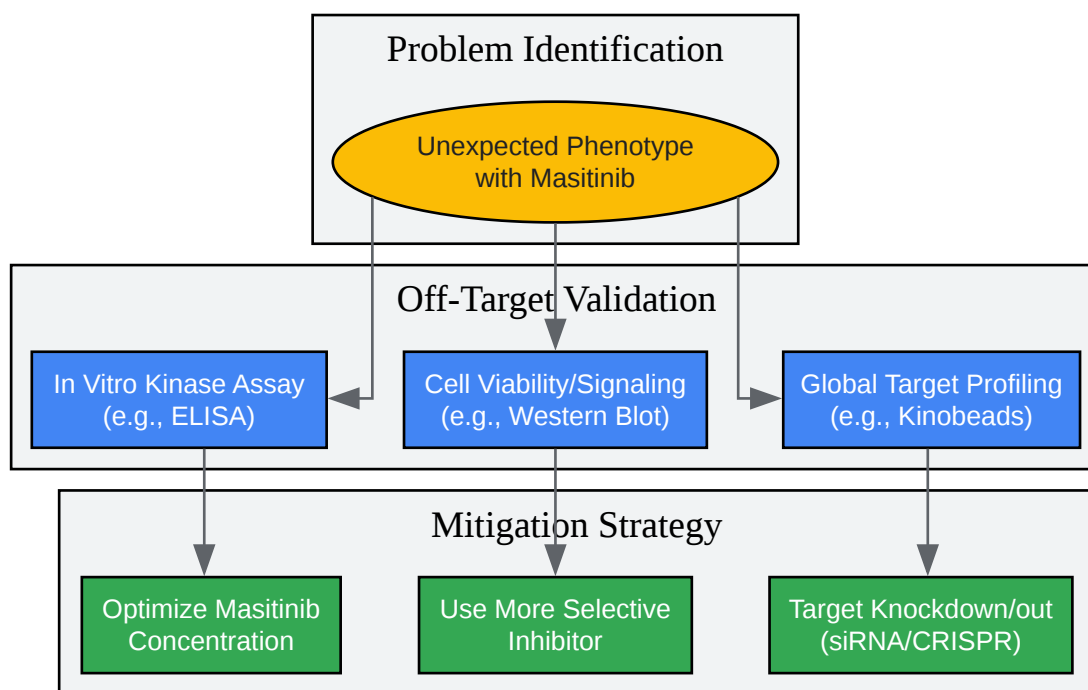 Problem Identification
Unexpected Phenotype
with Masitinib
Off-Target Validation
In Vitro Kinase Assay
(e.g., ELISA)
Cell Viability/Signaling
(e.g., Western Blot)
Global Target Profiling
(e.g., Kinobeads)
Mitigation Strategy
Optimize Masitinib
Concentration
Use More Selective
Inhibitor
Target Knockdown/out
(siRNA/CRISPR)